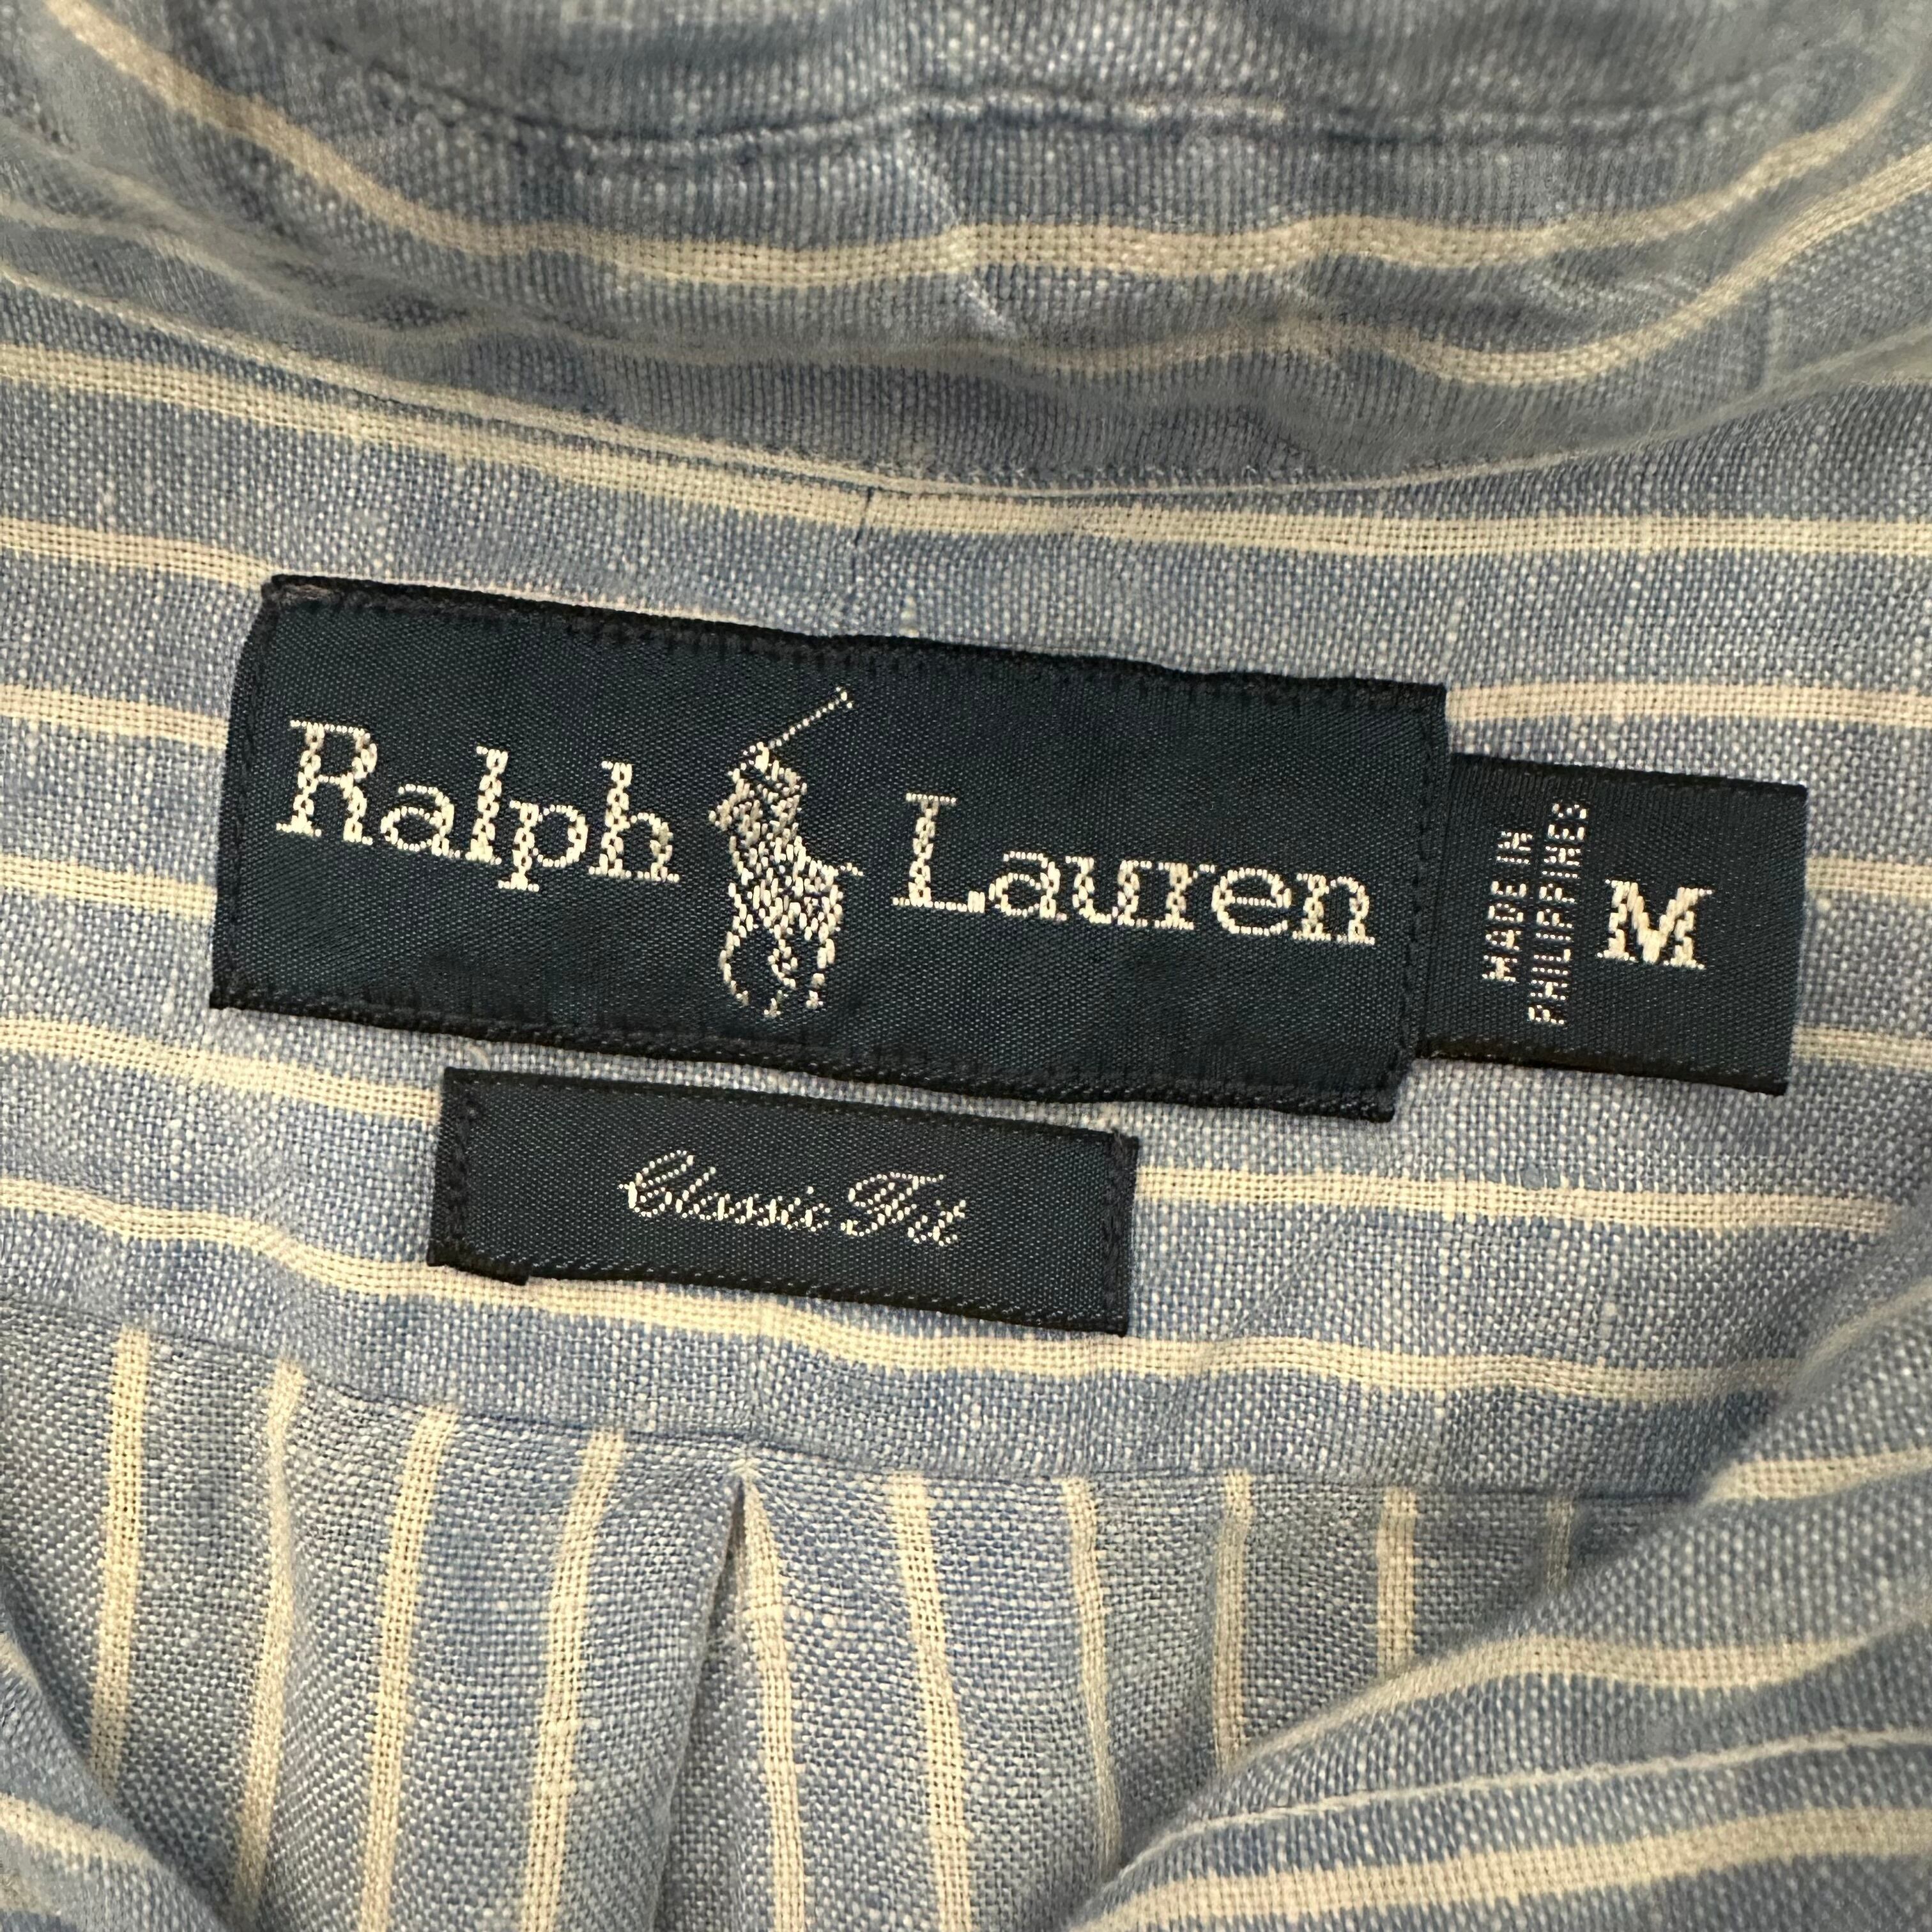 Ralph Lauren
MADE IN
PHILIPPINES
M
Classic Fit